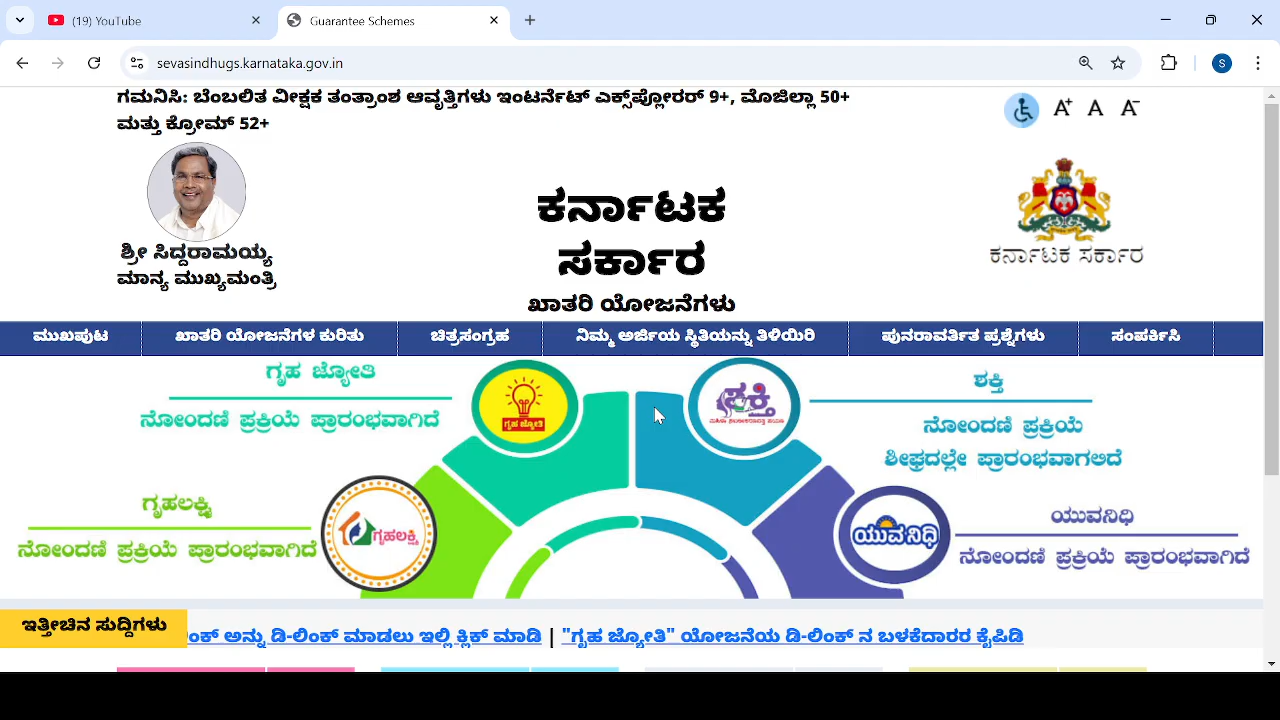 (19) YouTube
Guarantee Schemes
sevasindhugs.karnataka.gov.in
S
ಗಮನಿಸಿ: ಬೆಂಬಲಿತ ವೀಕ್ಷಕ ತಂತ್ರಾಂಶ ಆವೃತ್ತಿಗಳು ಇಂಟರ್ನೆಟ್ ಎಕ್ಸ್‌ಪ್ಲೋರರ್ 9+, ಮೊಜಿಲ್ಲಾ 50+
ಮತ್ತು ಕ್ರೋಮ್ 52+
A+ A A-
ಶ್ರೀ ಸಿದ್ದರಾಮಯ್ಯ
ಮಾನ್ಯ ಮುಖ್ಯಮಂತ್ರಿ
ಕರ್ನಾಟಕ
ಸರ್ಕಾರ
ಖಾತರಿ ಯೋಜನೆಗಳು
ಕರ್ನಾಟಕ ಸರ್ಕಾರ
ಮುಖಪುಟ ಖಾತರಿ ಯೋಜನೆಗಳ ಕುರಿತು ಚಿತ್ರಸಂಗ್ರಹ ನಿಮ್ಮ ಅರ್ಜಿಯ ಸ್ಥಿತಿಯನ್ನು ತಿಳಿಯಿರಿ ಪುನರಾವರ್ತಿತ ಪ್ರಶ್ನೆಗಳು ಸಂಪರ್ಕಿಸಿ
ಗೃಹ ಜ್ಯೋತಿ
ನೋಂದಣಿ ಪ್ರಕ್ರಿಯೆ ಪ್ರಾರಂಭವಾಗಿದೆ
ಗೃಹ ಜ್ಯೋತಿ
ಶಕ್ತಿ
ಶಕ್ತಿ
ನೋಂದಣಿ ಪ್ರಕ್ರಿಯೆ
ಶೀಘ್ರದಲ್ಲೇ ಪ್ರಾರಂಭವಾಗಲಿದೆ
ಗೃಹಲಕ್ಷ್ಮಿ
ನೋಂದಣಿ ಪ್ರಕ್ರಿಯೆ ಪ್ರಾರಂಭವಾಗಿದೆ
ಗೃಹಲಕ್ಷ್ಮಿ
ಯುವನಿಧಿ
ಯುವನಿಧಿ
ನೋಂದಣಿ ಪ್ರಕ್ರಿಯೆ ಪ್ರಾರಂಭವಾಗಿದೆ
ಇತ್ತೀಚಿನ ಸುದ್ದಿಗಳು
ಅನ್ನು ಡಿ-ಲಿಂಕ್ ಮಾಡಲು ಇಲ್ಲಿ ಕ್ಲಿಕ್ ಮಾಡಿ | "ಗೃಹ ಜ್ಯೋತಿ" ಯೋಜನೆಯ ಡಿ-ಲಿಂಕ್ ನ ಬಳಕೆದಾರರ ಕೈಪಿಡಿ